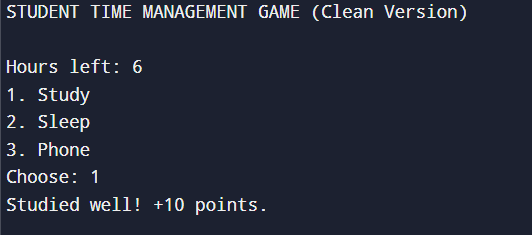 STUDENT TIME MANAGEMENT GAME (Clean Version)
Hours left: 6
1. Study
2. Sleep
3. Phone
Choose: 1
Studied well! +10 points.